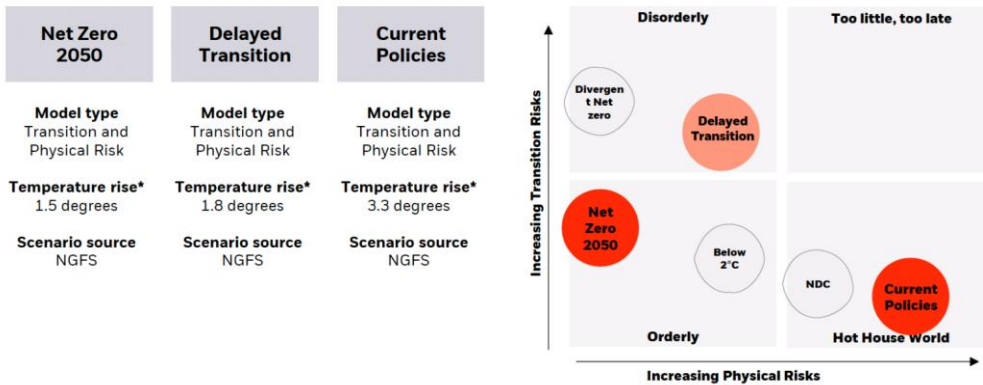 Net Zero
2050
Delayed
Transition
Current
Policies
Model type
Transition and
Physical Risk
Model type
Transition and
Physical Risk
Model type
Transition and
Physical Risk
Temperature rise*
1.5 degrees
Temperature rise*
1.8 degrees
Temperature rise*
3.3 degrees
Scenario source
NGFS
Scenario source
NGFS
Scenario source
NGFS
Increasing Transition Risks
Disorderly
Too little, too late
Divergen
t Net
zero
Delayed
Transition
Net
Zero
2050
Below
2°C
NDC
Current
Policies
Orderly
Hot House World
Increasing Physical Risks